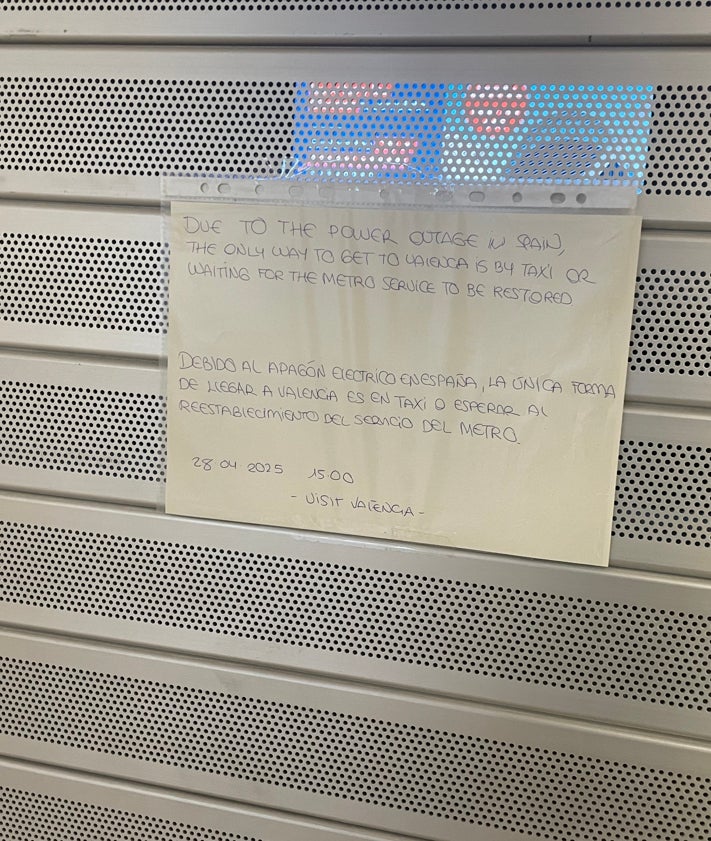 DUE TO THE POWER OUTAGE IN SPAIN,
THE ONLY WAY TO GET TO VALENCA IS BY TAXI OR
WAITING FOR THE METRO SERVICE TO BE RESTORED
DEBIDO AL APAGÓN ELECTRICO EN ESPAÑA, LA ÚNICA FORMA
DE LLEGAR A VALENCIA ES EN TAXI O ESPERAR AL
REESTABLECIMIENTO DEL SERVICIO DEL METRO.
28 04 2025 15:00
- VISIT VALENCIA -